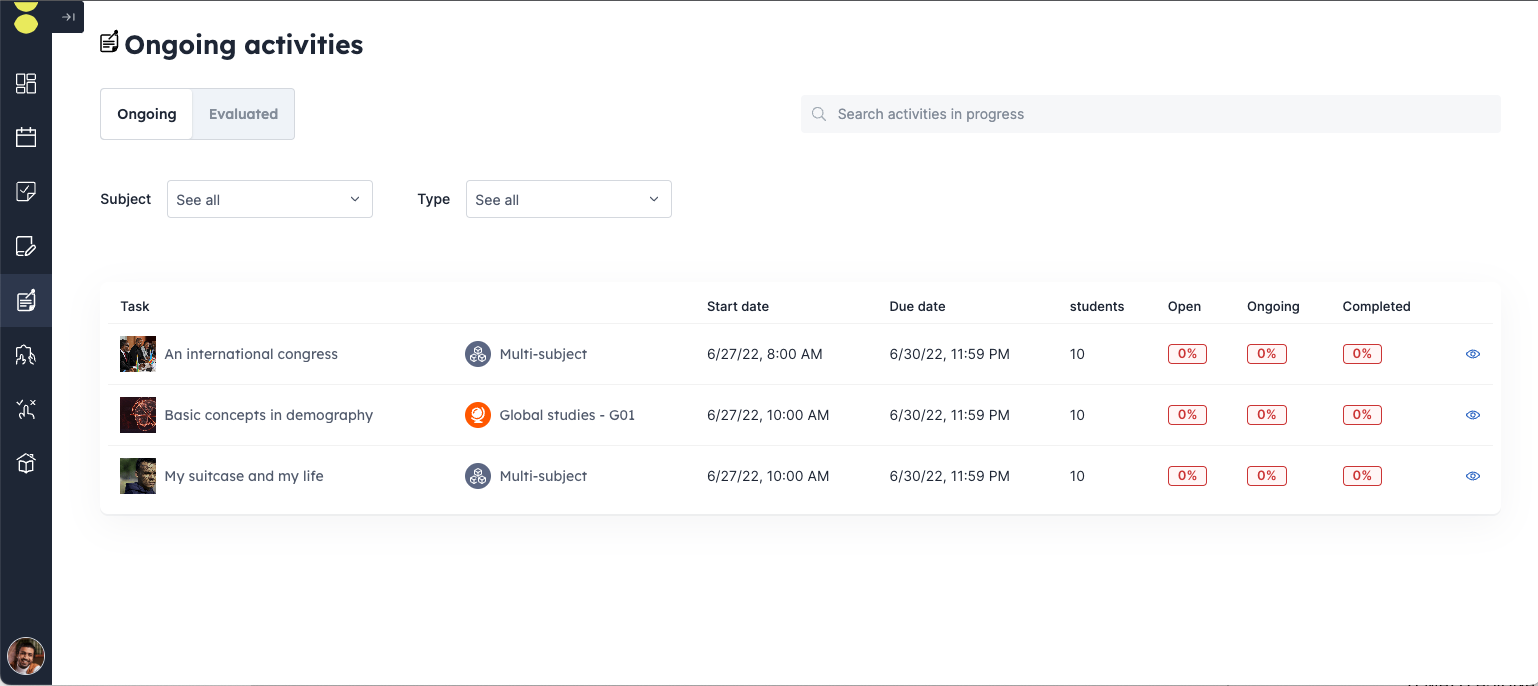 Ongoing activities
Ongoing Evaluated
Search activities in progress
Subject See all Type See all
Task Start date Due date students Open Ongoing Completed
An international congress Multi-subject 6/27/22, 8:00 AM 6/30/22, 11:59 PM 10 0% 0% 0%
Basic concepts in demography Global studies - G01 6/27/22, 10:00 AM 6/30/22, 11:59 PM 10 0% 0% 0%
My suitcase and my life Multi-subject 6/27/22, 10:00 AM 6/30/22, 11:59 PM 10 0% 0% 0%